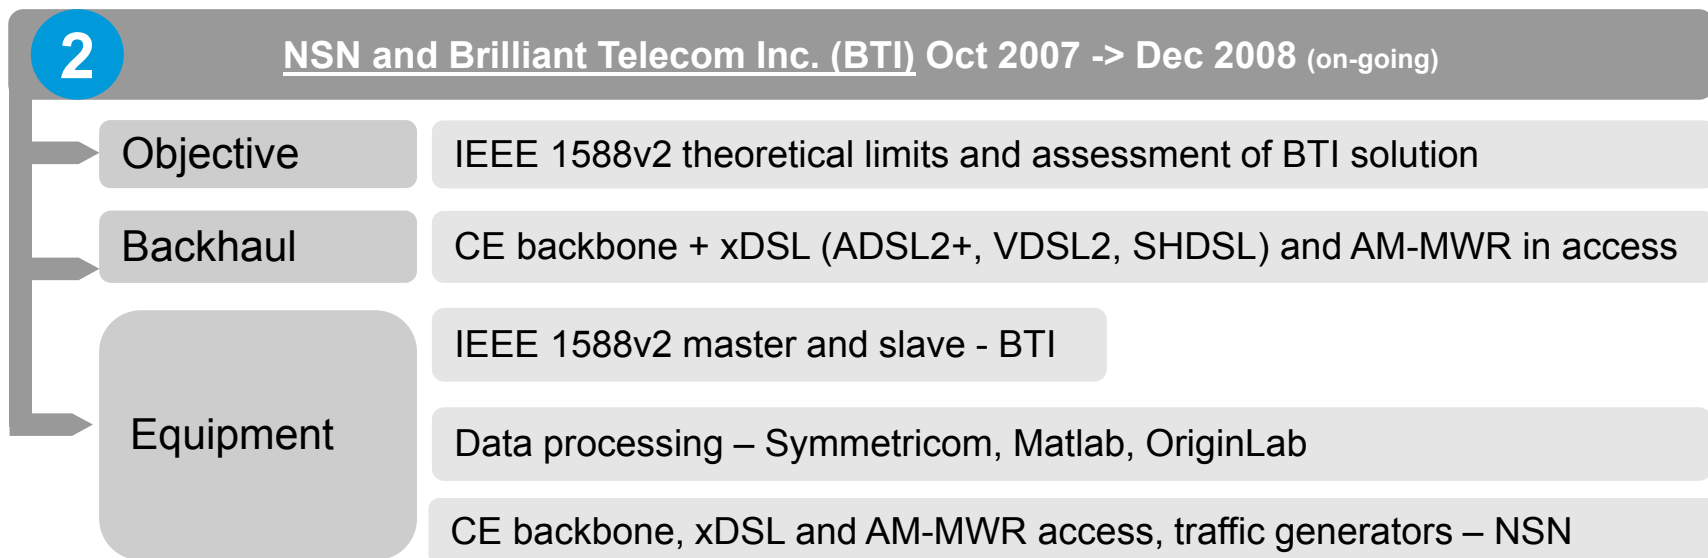 2
NSN and Brilliant Telecom Inc. (BTI) Oct 2007 -> Dec 2008 (on-going)
Objective
IEEE 1588v2 theoretical limits and assessment of BTI solution
Backhaul
CE backbone + xDSL (ADSL2+, VDSL2, SHDSL) and AM-MWR in access
Equipment
IEEE 1588v2 master and slave - BTI
Data processing – Symmetricom, Matlab, OriginLab
CE backbone, xDSL and AM-MWR access, traffic generators – NSN